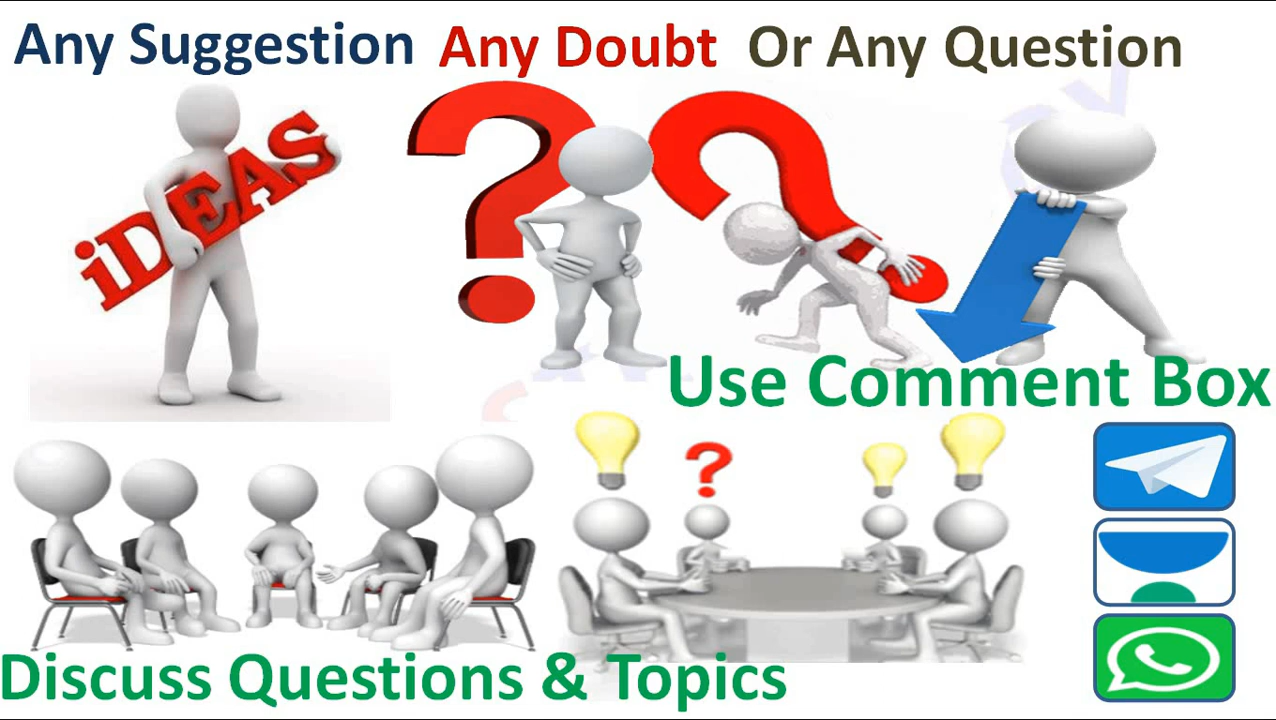 Any Suggestion Any Doubt Or Any Question
iDEAS
Use Comment Box
Discuss Questions & Topics